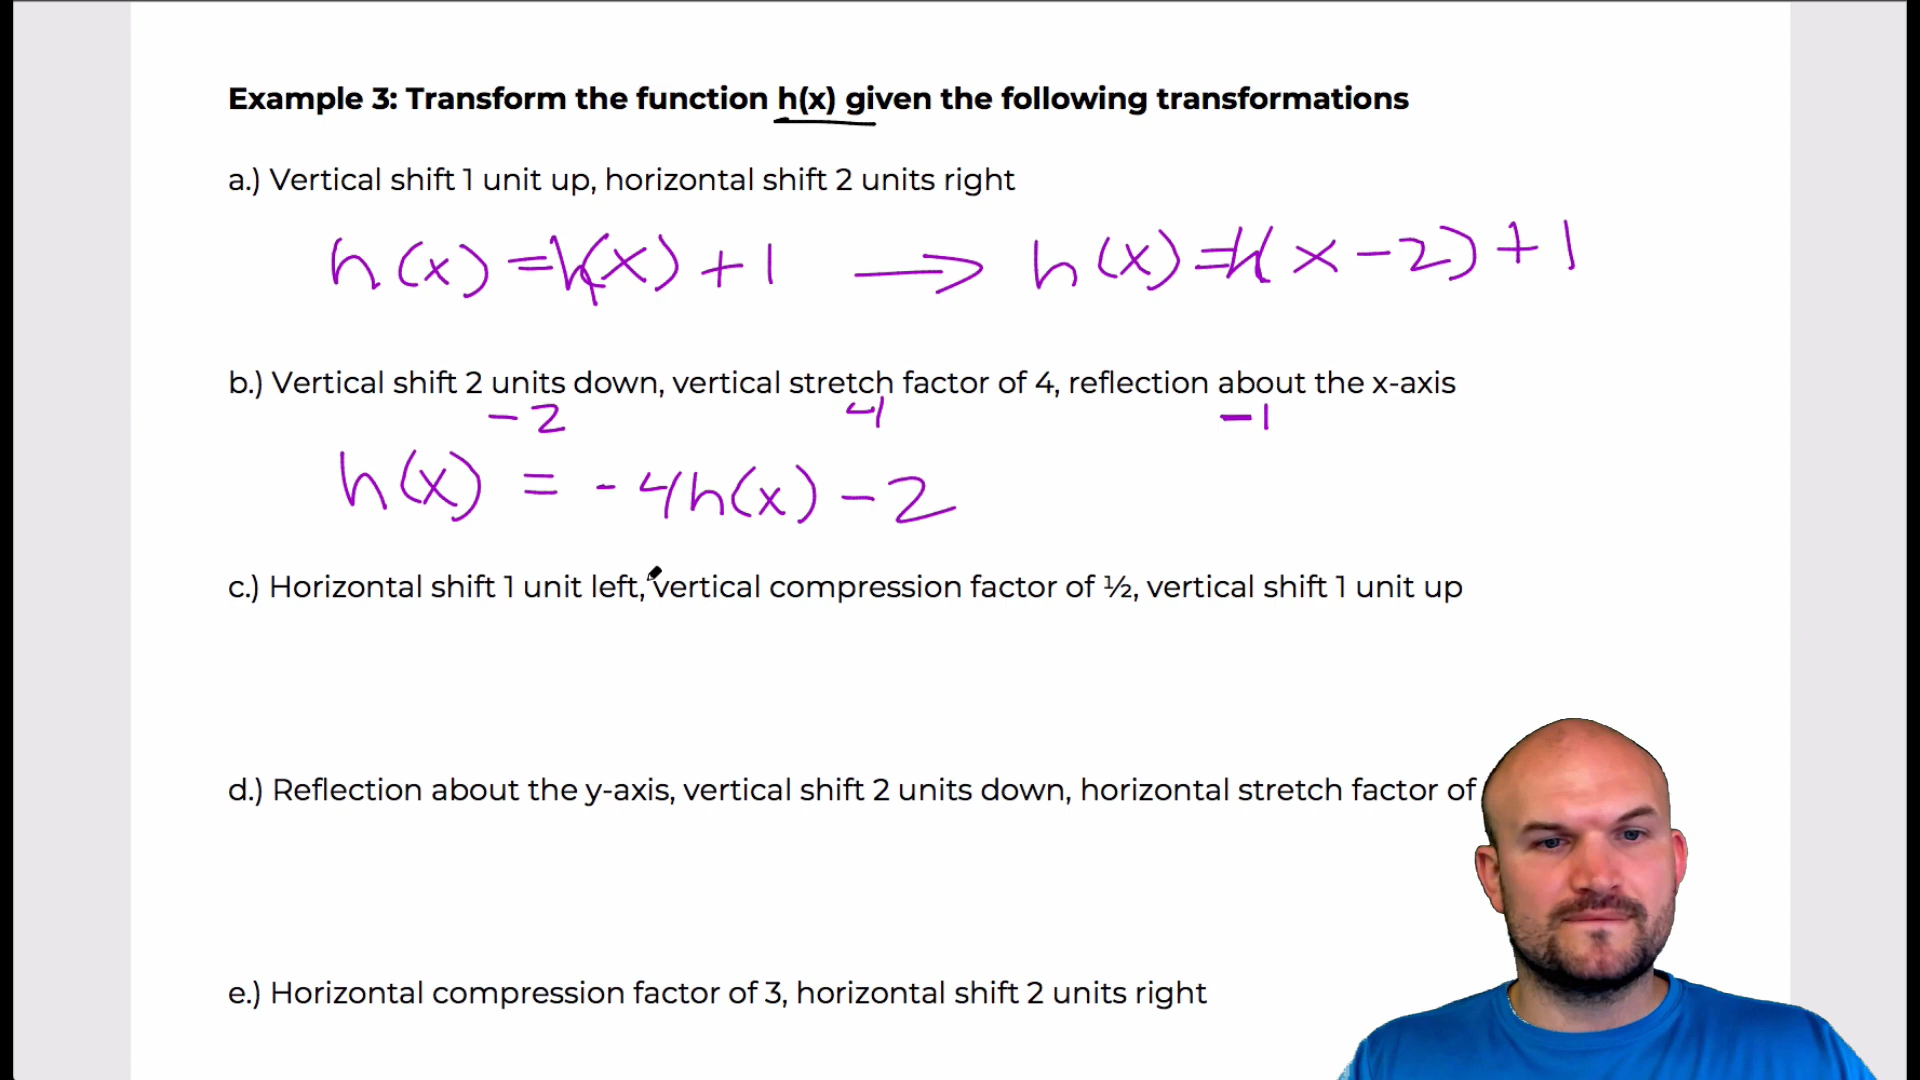 Example 3: Transform the function h(x) given the following transformations
a.) Vertical shift 1 unit up, horizontal shift 2 units right
h(x) = h(x) + 1 → h(x) = h(x - 2) + 1
b.) Vertical shift 2 units down, vertical stretch factor of 4, reflection about the x-axis
- 2 4 - 1
h(x) = - 4h(x) - 2
c.) Horizontal shift 1 unit left, vertical compression factor of ½, vertical shift 1 unit up
d.) Reflection about the y-axis, vertical shift 2 units down, horizontal stretch factor of
e.) Horizontal compression factor of 3, horizontal shift 2 units right